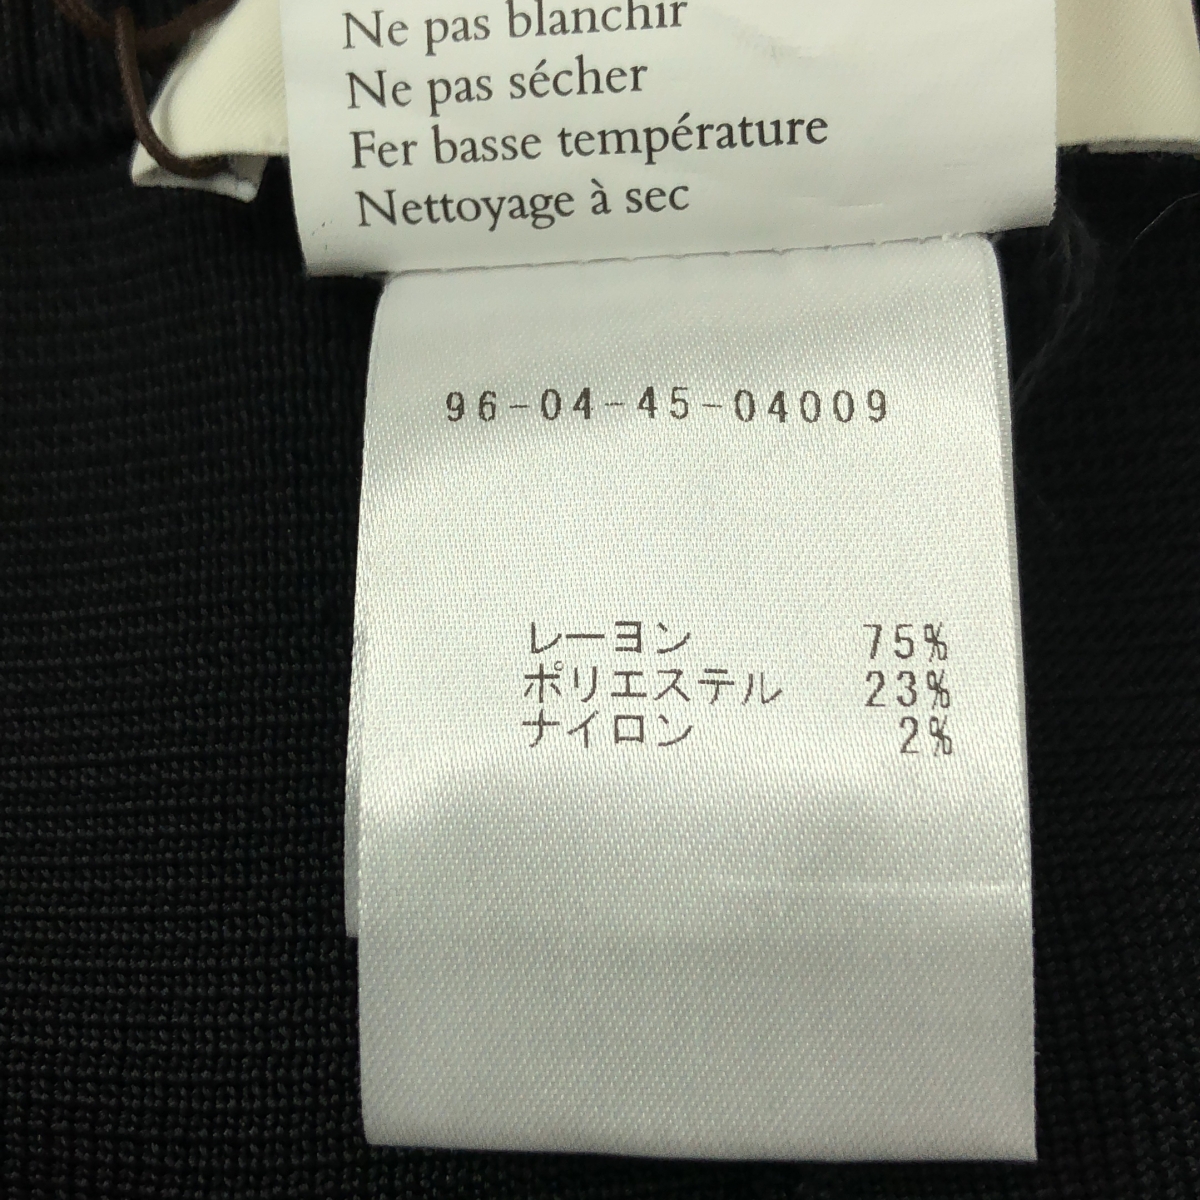 Ne pas blanchir
Ne pas sécher
Fer basse température
Nettoyage à sec
96-04-45-04009
レーヨン 75%
ポリエステル 23%
ナイロン 2%